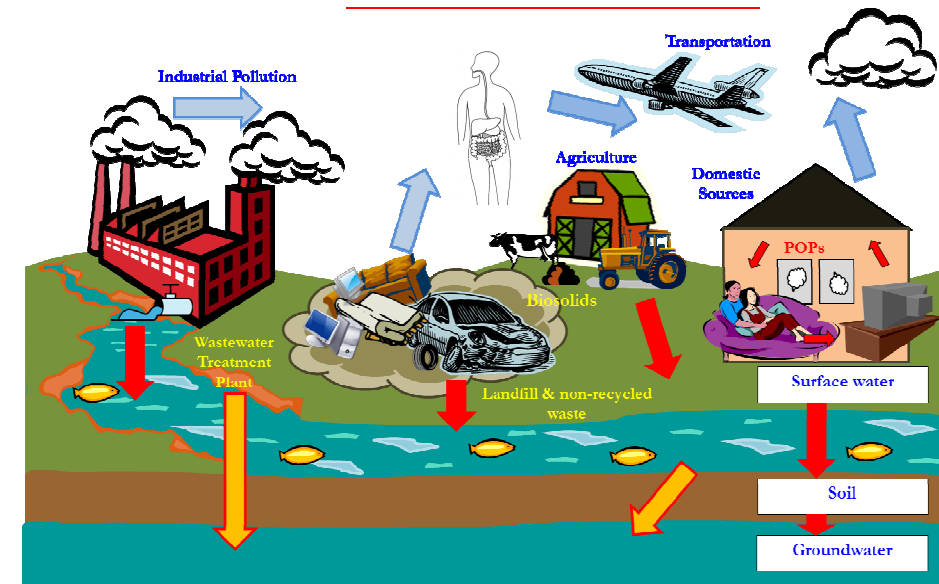 Transportation
Industrial Pollution
Agriculture
Domestic
Sources
POPs
Biosolids
Wastewater
Treatment
Plant
Landfill & non-recycled
waste
Surface water
Soil
Groundwater